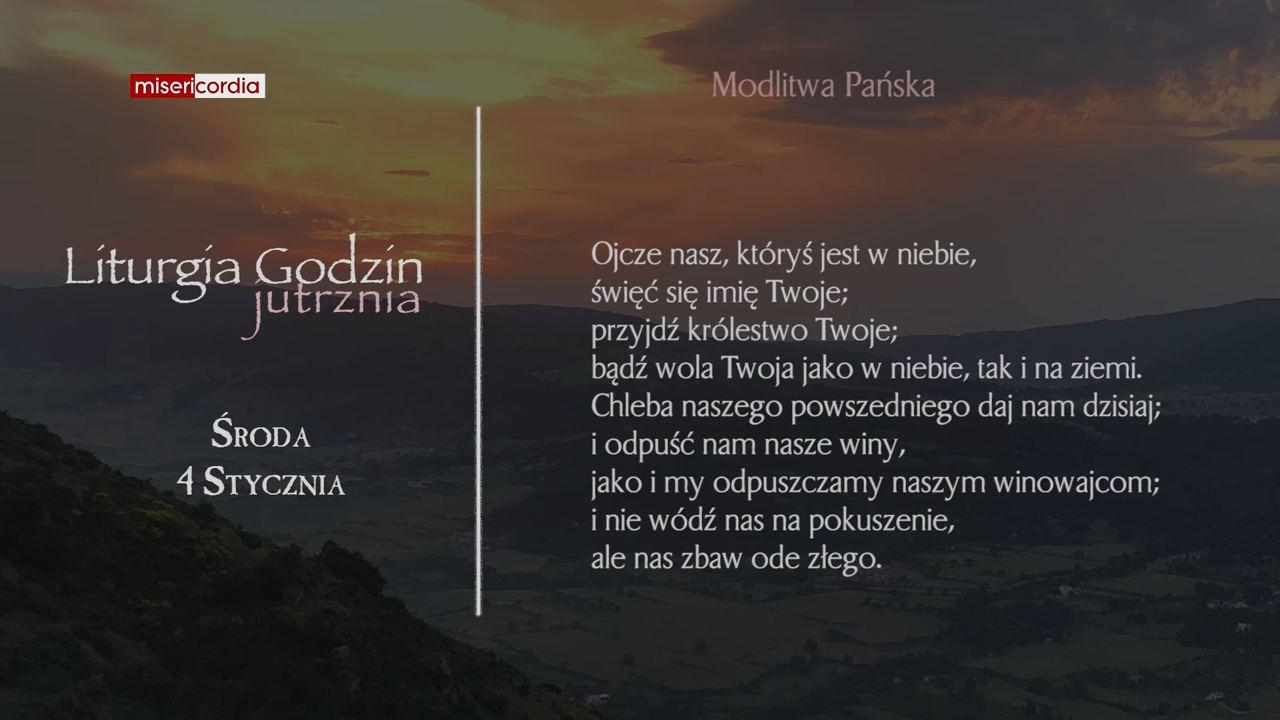 misericordia
Liturgia Godzin
jutrznia
Środa
4 Stycznia
Modlitwa Pańska
Ojcze nasz, któryś jest w niebie,
święć się imię Twoje;
przyjdź królestwo Twoje;
bądź wola Twoja jako w niebie, tak i na ziemi.
Chleba naszego powszedniego daj nam dzisiaj;
i odpuść nam nasze winy,
jako i my odpuszczamy naszym winowajcom;
i nie wódź nas na pokuszenie,
ale nas zbaw ode złego.